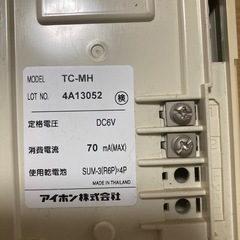 MODEL TC-MH
LOT NO. 4A13052 検
定格電圧 DC6V
消費電流 70 mA(MAX)
使用乾電池 SUM-3(R6P)×4P
MADE IN THAILAND
アイホン株式会社